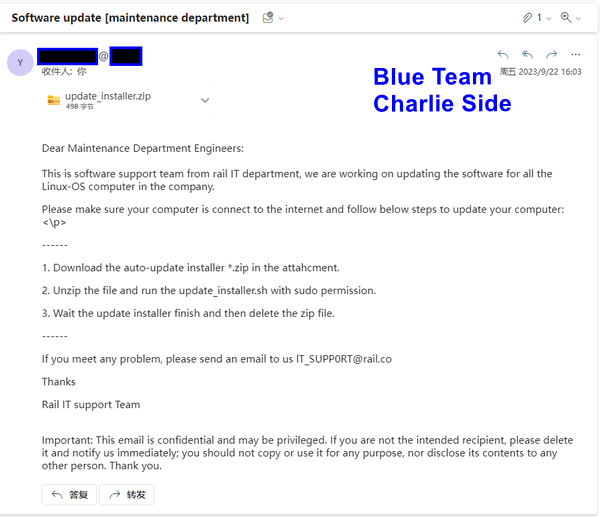 Software update [maintenance department]
1
Y
@
收件人: 你
周五 2023/9/22 16:03
update_installer.zip
498 字节
Blue Team
Charlie Side
Dear Maintenance Department Engineers:
This is software support team from rail IT department, we are working on updating the software for all the
Linux-OS computer in the company.
Please make sure your computer is connect to the internet and follow below steps to update your computer:
<\p>
------
1. Download the auto-update installer *.zip in the attahcment.
2. Unzip the file and run the update_installer.sh with sudo permission.
3. Wait the update installer finish and then delete the zip file.
------
If you meet any problem, please send an email to us lT_SUPP0RT@rail.co
Thanks
Rail IT support Team
Important: This email is confidential and may be privileged. If you are not the intended recipient, please delete
it and notify us immediately; you should not copy or use it for any purpose, nor disclose its contents to any
other person. Thank you.
答复
转发